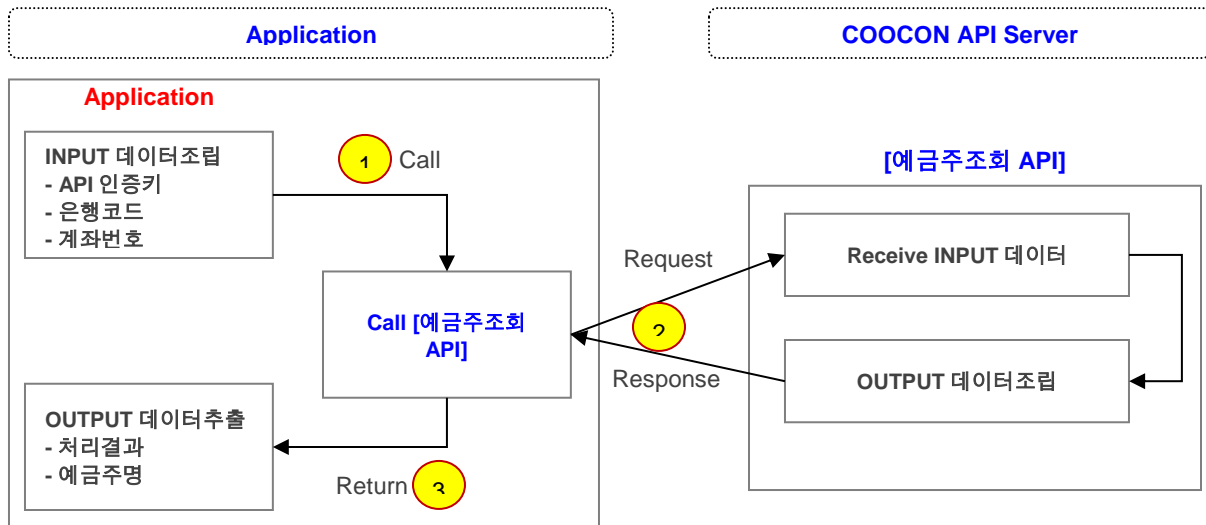 Application
COOCON API Server
Application
INPUT 데이터조립
- API 인증키
- 은행코드
- 계좌번호
1 Call
[예금주조회 API]
Receive INPUT 데이터
Request
Call [예금주조회
API]
2
Response
OUTPUT 데이터조립
OUTPUT 데이터추출
- 처리결과
- 예금주명
Return 3